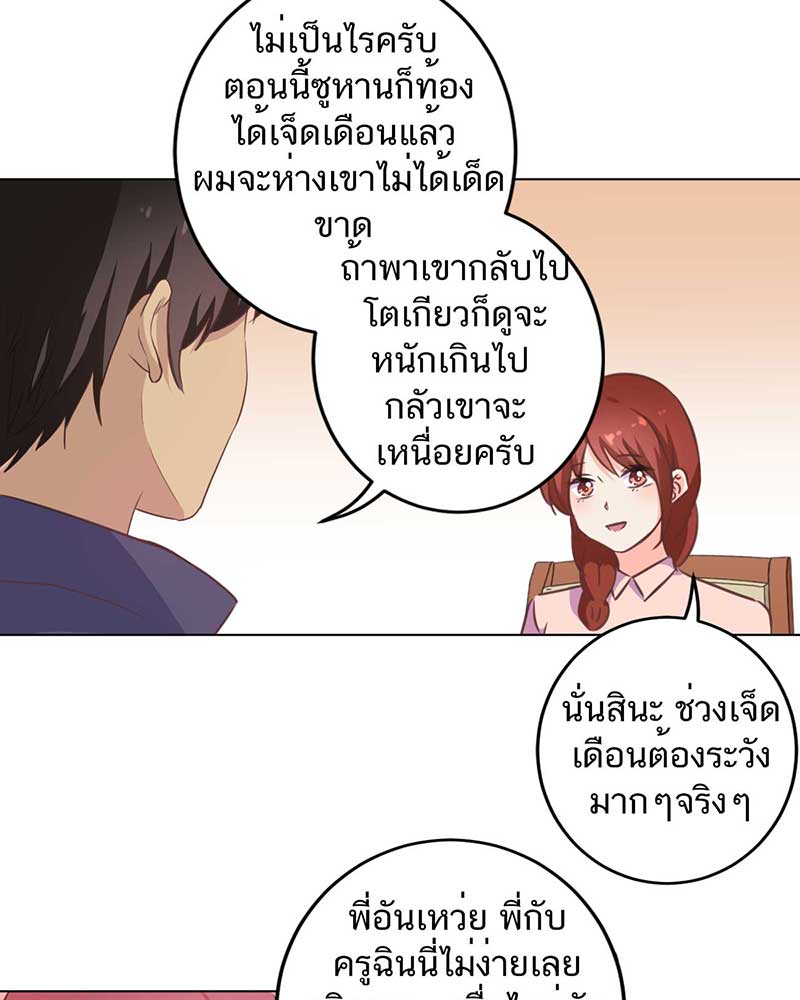 ไม่เป็นไรครับ
ตอนนี้ซูหานก็ท้อง
ได้เจ็ดเดือนแล้ว
ผมจะห่างเขาไม่ได้เด็ด
ขาด
ถ้าพาเขากลับไป
โตเกียวก็ดูจะ
หนักเกินไป
กลัวเขาจะ
เหนื่อยครับ
นั่นสินะ ช่วงเจ็ด
เดือนต้องระวัง
มากๆจริงๆ
พี่อันเหว่ย พี่กับ
ครูฉินนี่ไม่ง่ายเลย